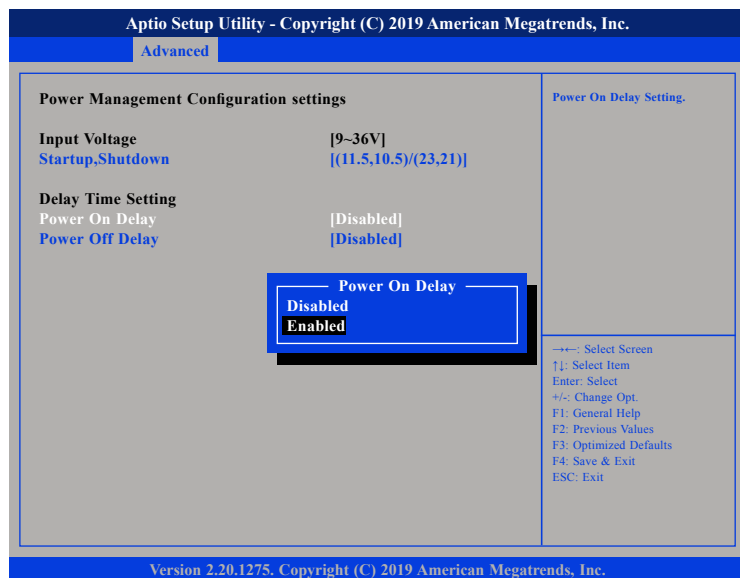 Aptio Setup Utility - Copyright (C) 2019 American Megatrends, Inc.
Advanced
Power Management Configuration settings
Input Voltage [9~36V]
Startup,Shutdown [(11.5,10.5)/(23,21)]
Delay Time Setting
Power On Delay [Disabled]
Power Off Delay [Disabled]
Power On Delay
Disabled
Enabled
Power On Delay Setting.
→←: Select Screen
↑↓: Select Item
Enter: Select
+/-: Change Opt.
F1: General Help
F2: Previous Values
F3: Optimized Defaults
F4: Save & Exit
ESC: Exit
Version 2.20.1275. Copyright (C) 2019 American Megatrends, Inc.